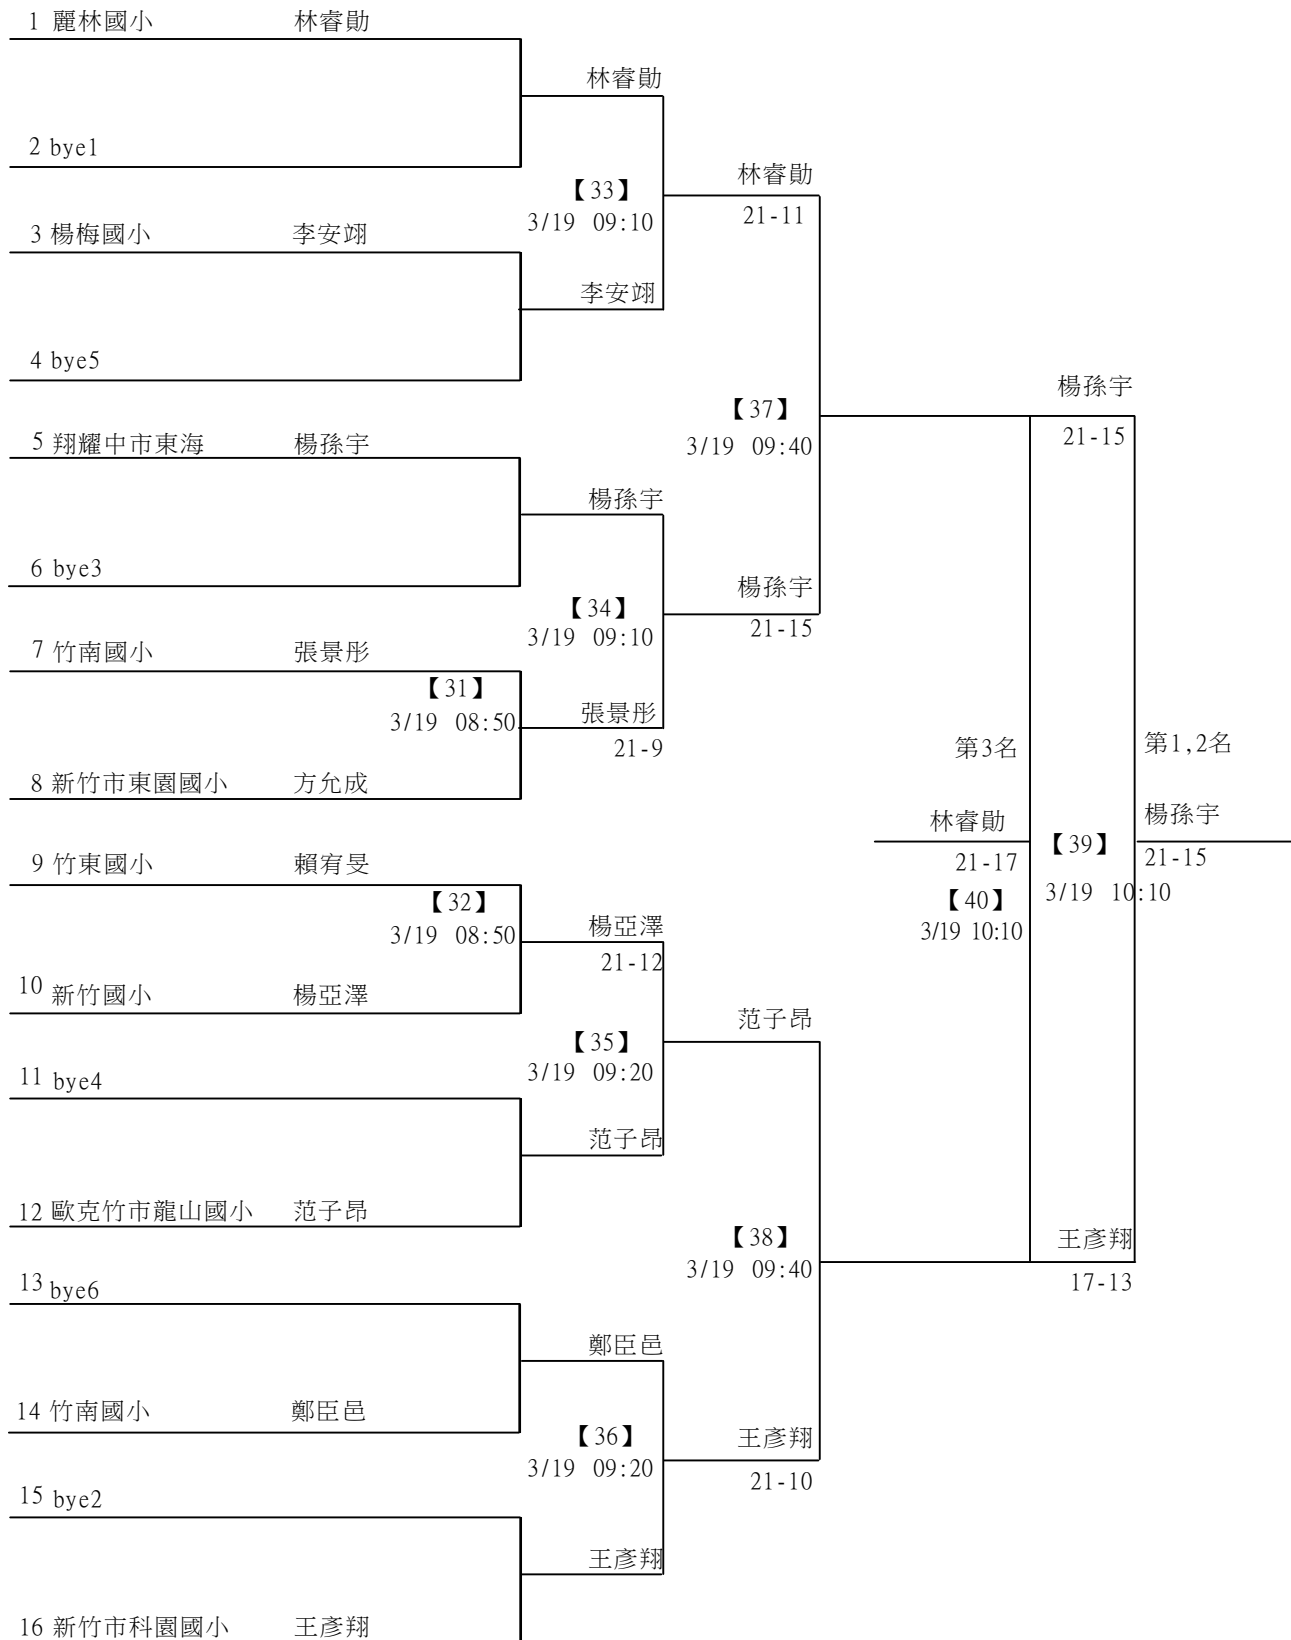 1 麗林國小 林睿勛
林睿勛
2 bye1
林睿勛
【33】
21-11
3/19 09:10
3 楊梅國小 李安翊
李安翊
4 bye5
楊孫宇
【37】
21-15
3/19 09:40
5 翔耀中市東海 楊孫宇
楊孫宇
6 bye3
楊孫宇
【34】
21-15
3/19 09:10
7 竹南國小 張景彤
【31】
3/19 08:50
張景彤
21-9
第3名
第1,2名
8 新竹市東園國小 方允成
林睿勛
楊孫宇
【39】
21-17
21-15
9 竹東國小 賴宥旻
【32】
【40】
3/19 10:10
3/19 08:50
3/19 10:10
楊亞澤
21-12
10 新竹國小 楊亞澤
范子昂
【35】
3/19 09:20
11 bye4
范子昂
12 歐克竹市龍山國小 范子昂
【38】
王彥翔
3/19 09:40
17-13
13 bye6
鄭臣邑
14 竹南國小 鄭臣邑
【36】
王彥翔
3/19 09:20
21-10
15 bye2
王彥翔
16 新竹市科園國小 王彥翔